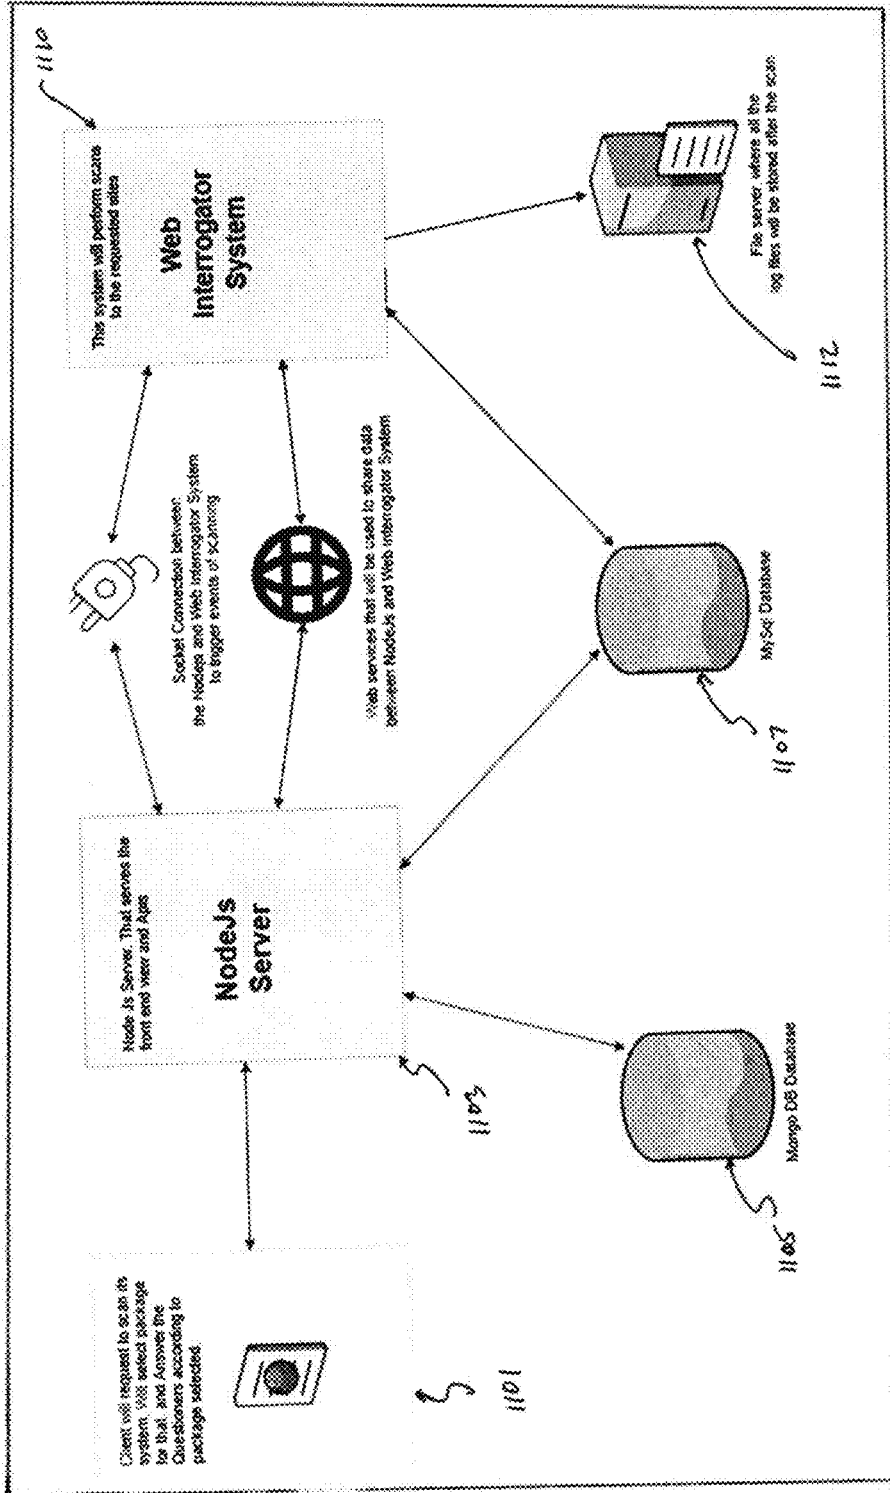 Client will request to scan its
system. Will select package
for that, and Answer the
Questioners according to
package selected.
1101
Node Js Server. That serves the
front end view and Apis
NodeJs
Server
1103
Mongo DB Database
1105
Socket Connection between
the Nodejs and Web Interrogator System
to trigger events of scanning
Web services that will be used to share data
between NodeJs and Web Interrogator System
MySql Database
1107
This system will perform scans
to the requested sites
Web
Interrogator
System
1110
File server where all the
log files will be stored after the scan
1112